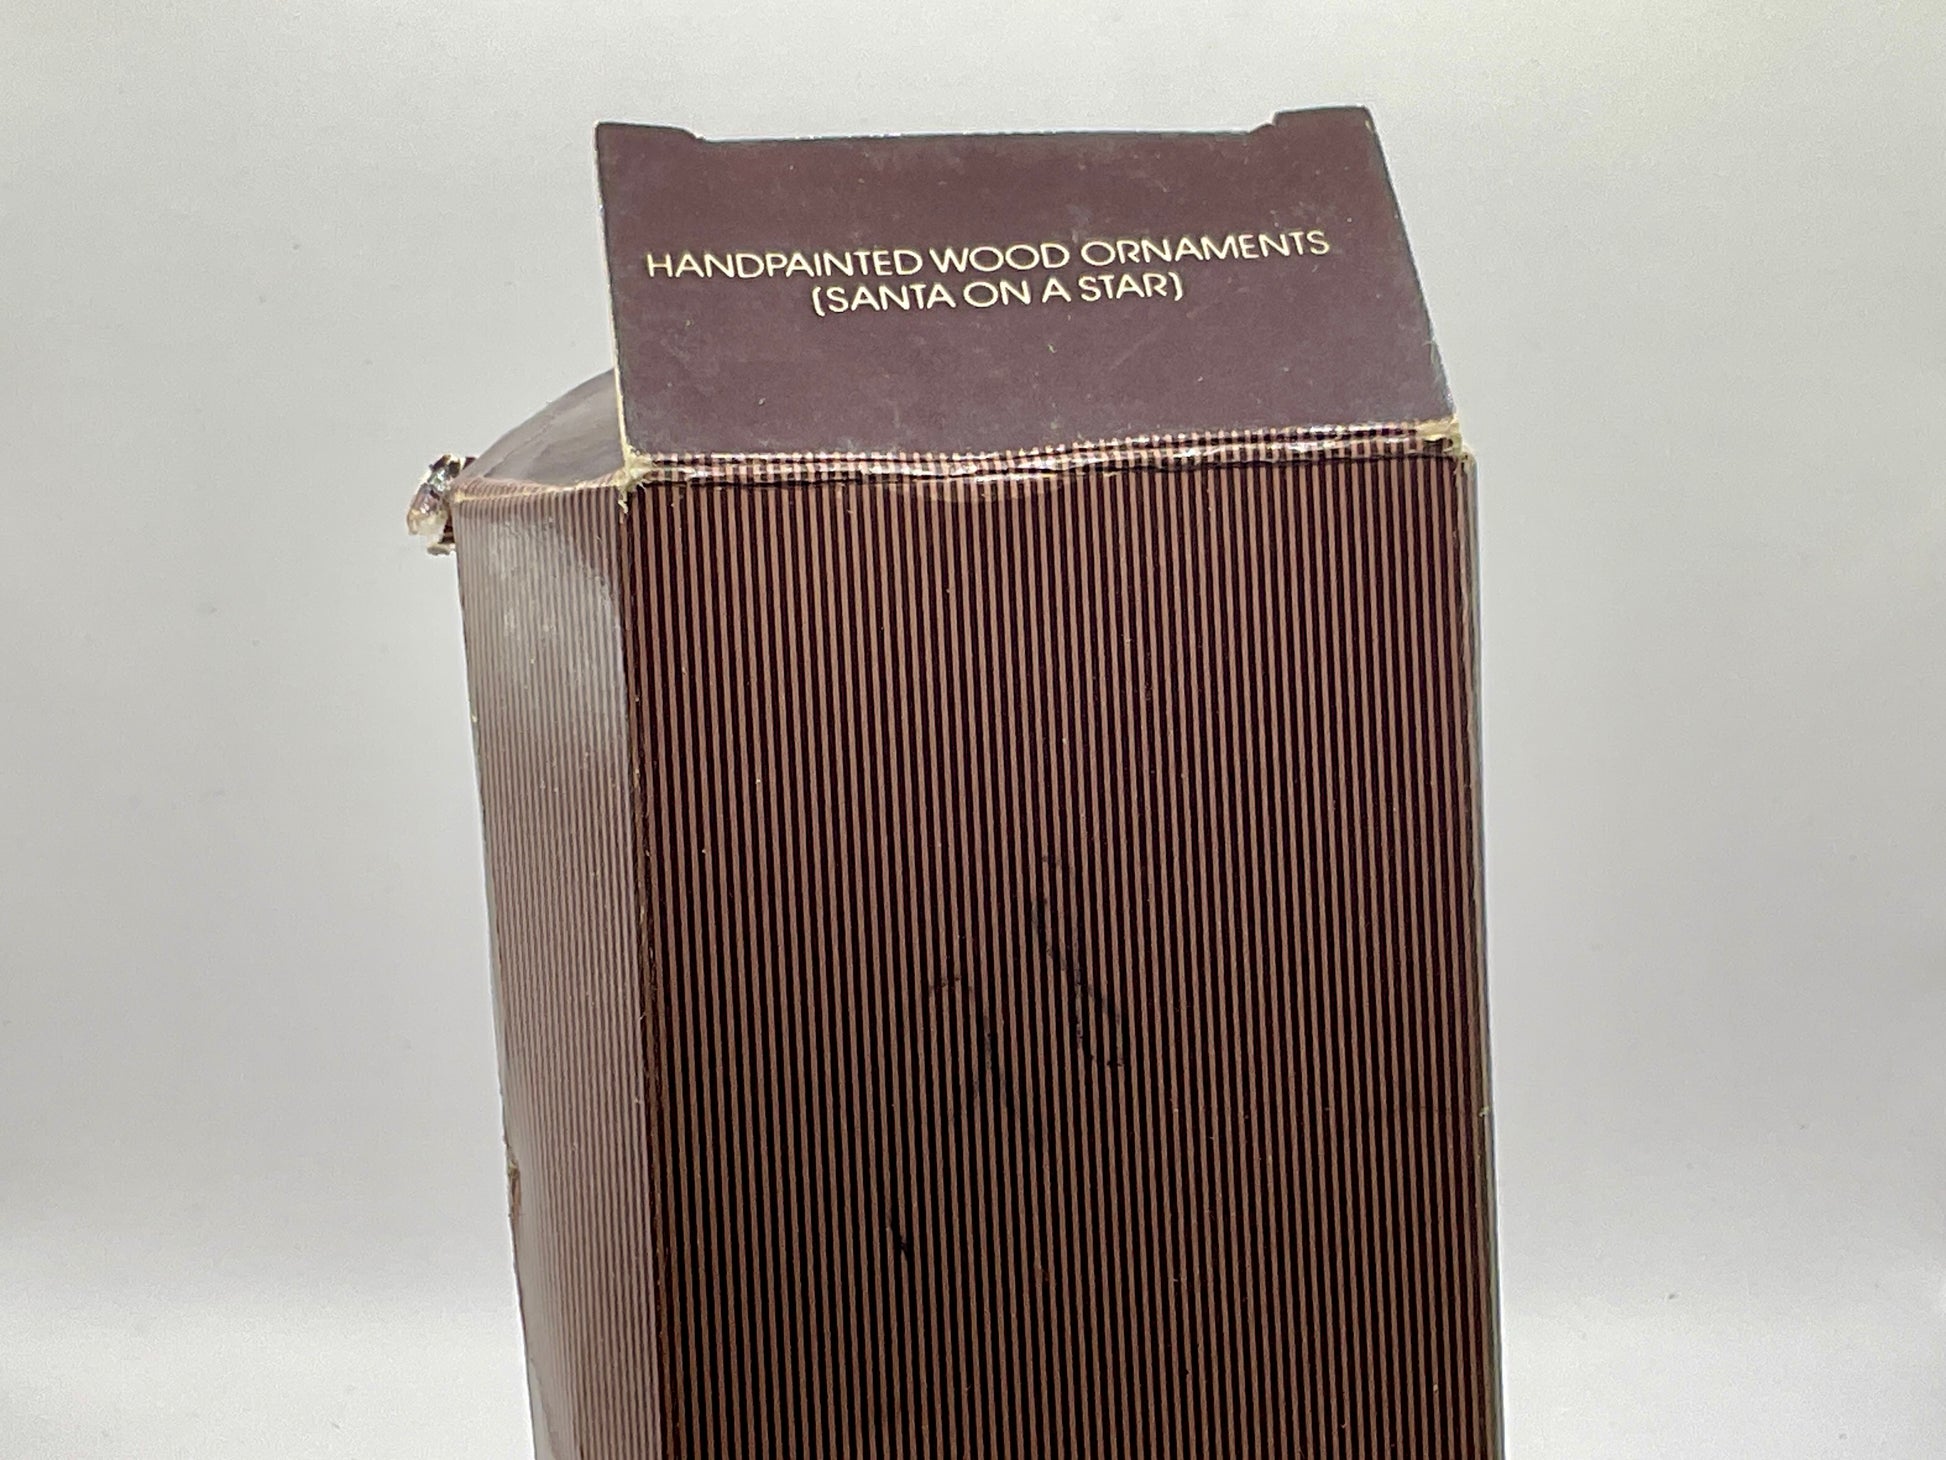 HANDPAINTED WOOD ORNAMENTS
(SANTA ON A STAR)